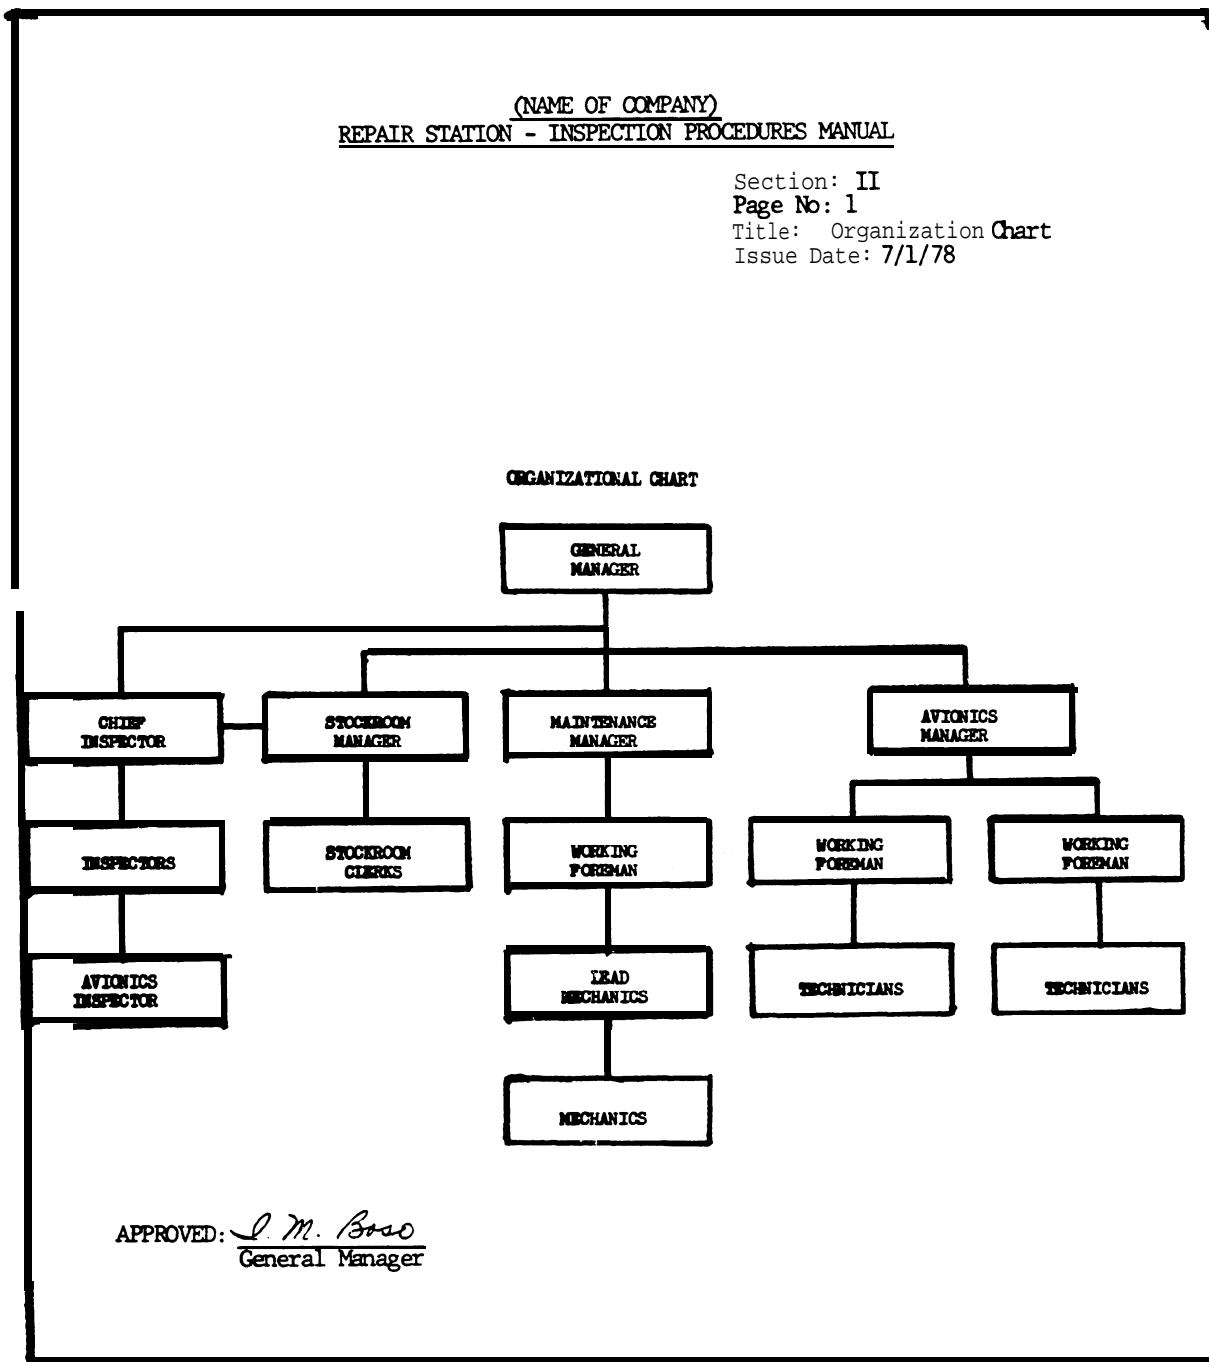 (NAME OF COMPANY)
REPAIR STATION - INSPECTION PROCEDURES MANUAL
Section: II
Page No: 1
Title: Organization Chart
Issue Date: 7/1/78
ORGANIZATIONAL CHART
GENERAL
MANAGER
CHIEF
INSPECTOR
STOCKROOM
MANAGER
MAINTENANCE
MANAGER
AVIONICS
MANAGER
INSPECTORS
STOCKROOM
CLERKS
WORKING
FOREMAN
WORKING
FOREMAN
WORKING
FOREMAN
AVIONICS
INSPECTOR
LEAD
MECHANICS
TECHNICIANS
TECHNICIANS
MECHANICS
APPROVED: I. M. Boso
General Manager